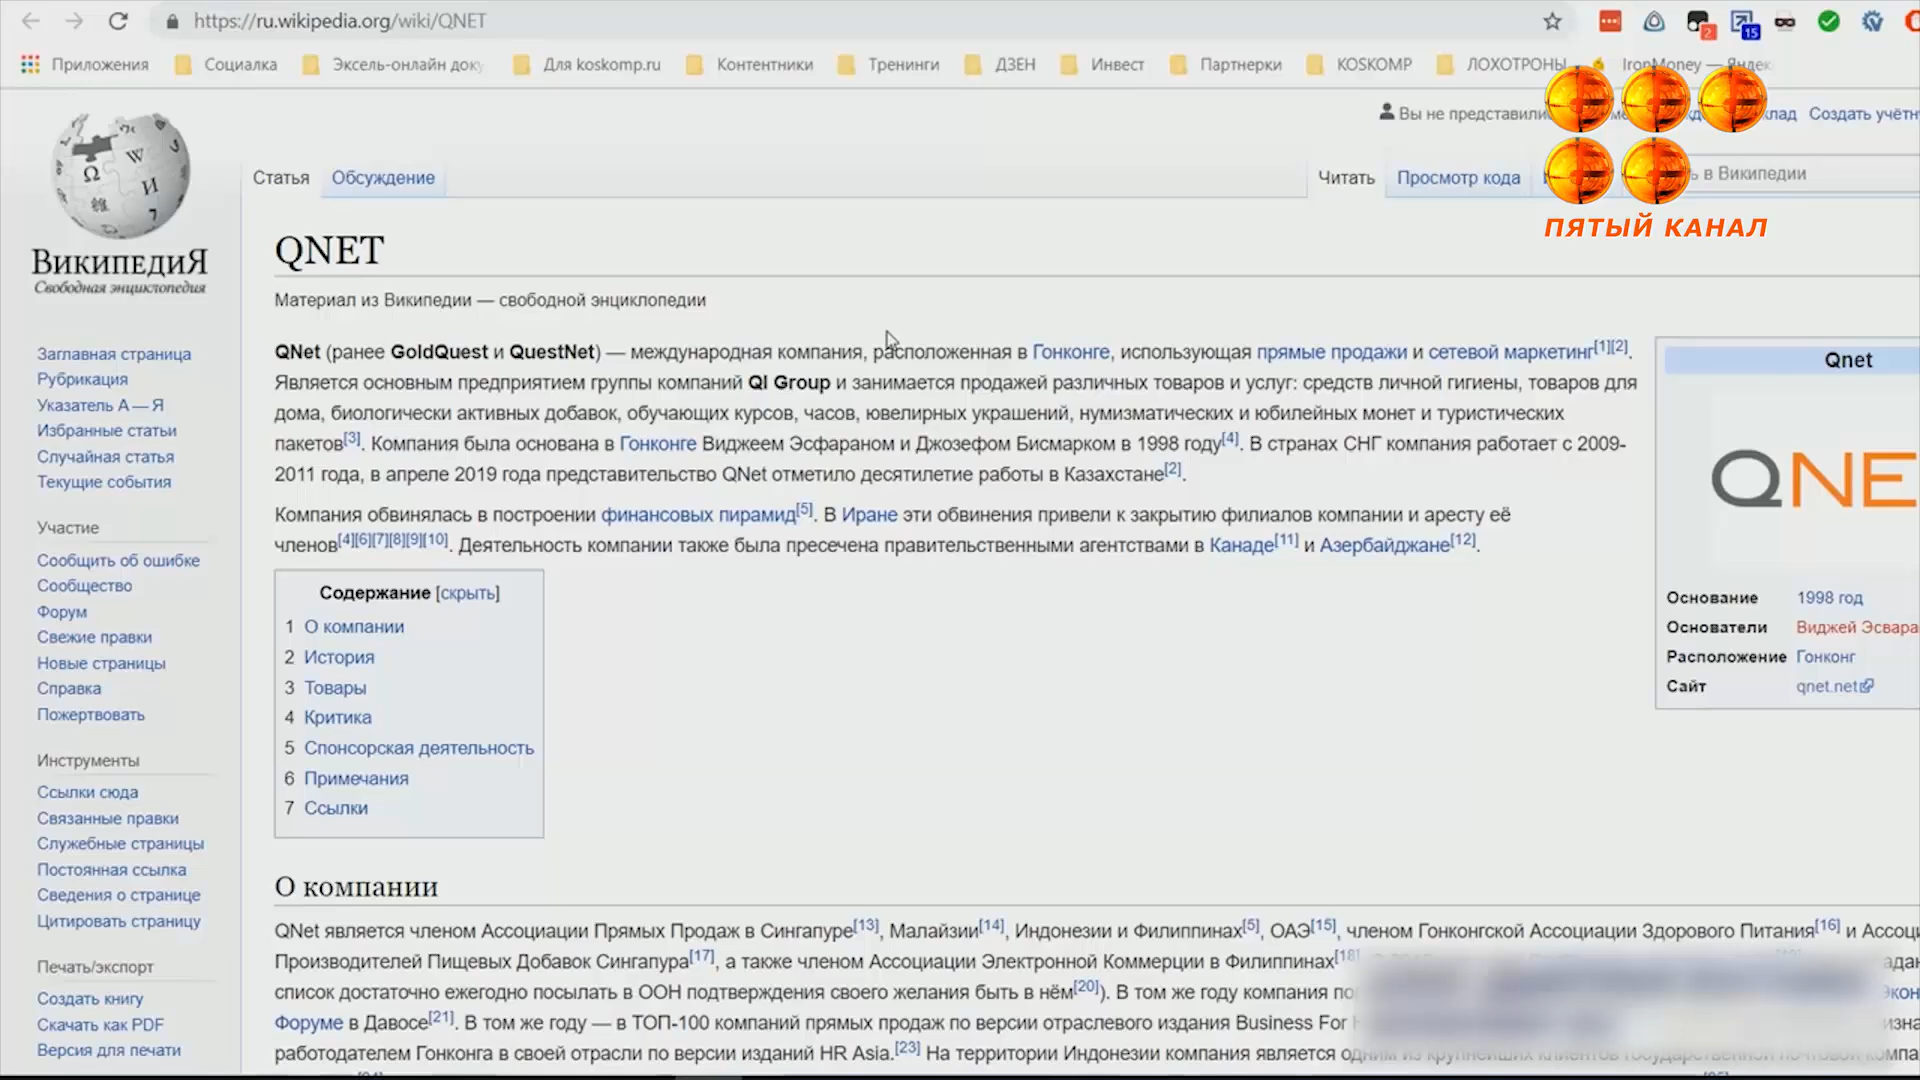 https://ru.wikipedia.org/wiki/QNET
2
15
Приложения
Социалка
Эксель-онлайн
Для koskomp.ru
Контентники
Тренинги
ДЗЕН
Инвест
Партнерки
KOSKOMP
ЛОХОТРОНЫ
IronMoney —
Вы не
Создать
ПЯТЫЙ КАНАЛ
ВикипедиЯ
Свободная энциклопедия
Статья
Обсуждение
Читать
Просмотр кода
в Википедии
QNET
Материал из Википедии — свободной энциклопедии
QNet (ранее GoldQuest и QuestNet) — международная компания, расположенная в Гонконге, использующая прямые продажи и сетевой маркетинг[1][2].
Является основным предприятием группы компаний QI Group и занимается продажей различных товаров и услуг: средств личной гигиены, товаров для
дома, биологически активных добавок, обучающих курсов, часов, ювелирных украшений, нумизматических и юбилейных монет и туристических
пакетов[3]. Компания была основана в Гонконге Виджеем Эсфараном и Джозефом Бисмарком в 1998 году[4]. В странах СНГ компания работает с 2009-
2011 года, в апреле 2019 года представительство QNet отметило десятилетие работы в Казахстане[2].
Компания обвинялась в построении финансовых пирамид[5]. В Иране эти обвинения привели к закрытию филиалов компании и аресту её
членов[4][6][7][8][9][10]. Деятельность компании также была пресечена правительственными агентствами в Канаде[11] и Азербайджане[12].
Содержание [скрыть]
1 О компании
2 История
3 Товары
4 Критика
5 Спонсорская деятельность
6 Примечания
7 Ссылки
Qnet
QNE
Основание 1998 год
Основатели Виджей
Расположение Гонконг
Сайт qnet.net
Заглавная страница
Рубрикация
Указатель А — Я
Избранные статьи
Случайная статья
Текущие события
Участие
Сообщить об ошибке
Сообщество
Форум
Свежие правки
Новые страницы
Справка
Пожертвовать
Инструменты
Ссылки сюда
Связанные правки
Служебные страницы
Постоянная ссылка
Сведения о странице
Цитировать страницу
Печать/экспорт
Создать книгу
Скачать как PDF
Версия для печати
О компании
QNet является членом Ассоциации Прямых Продаж в Сингапуре[13], Малайзии[14], Индонезии и Филиппинах[5], ОАЭ[15], членом Гонконгской Ассоциации Здорового Питания[16] и
Производителей Пищевых Добавок Сингапура[17], а также членом Ассоциации Электронной Коммерции в Филиппинах[18]
список достаточно ежегодно посылать в ООН подтверждения своего желания быть в нём[20]). В том же году компания
Форуме в Давосе[21]. В том же году — в ТОП-100 компаний прямых продаж по версии отраслевого издания Business For
работодателем Гонконга в своей отрасли по версии изданий HR Asia.[23] На территории Индонезии компания является одним из крупнейших клиентов государственной почтовой